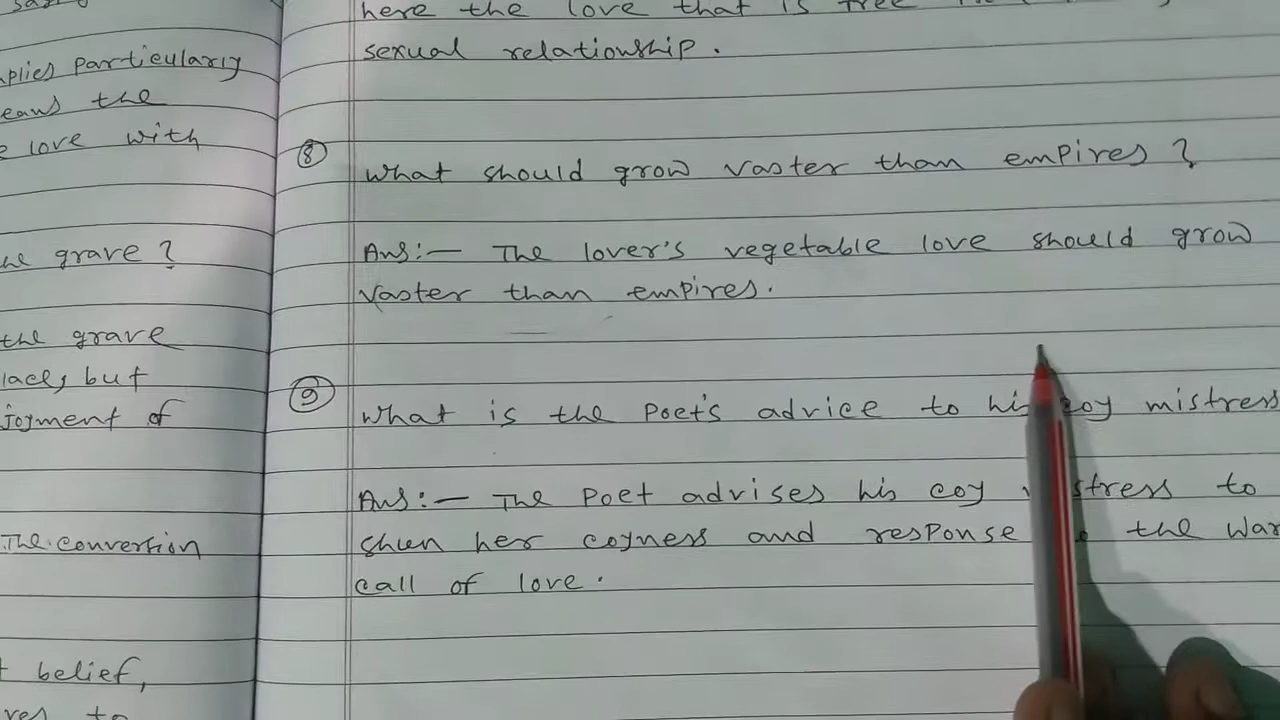 plies particularly
eans the
love with
he grave ?
the grave
lace, but
joyment of
The convertion
t belief,
to
here the love that is free
sexual relationship .
⑧ What should grow vaster than empires ?
Ans:— The lover's vegetable love should grow
vaster than empires.
⑨ What is the poet's advice to his coy mistress
Ans:— The poet advises his coy to
shun her coyness and response the war
call of love .